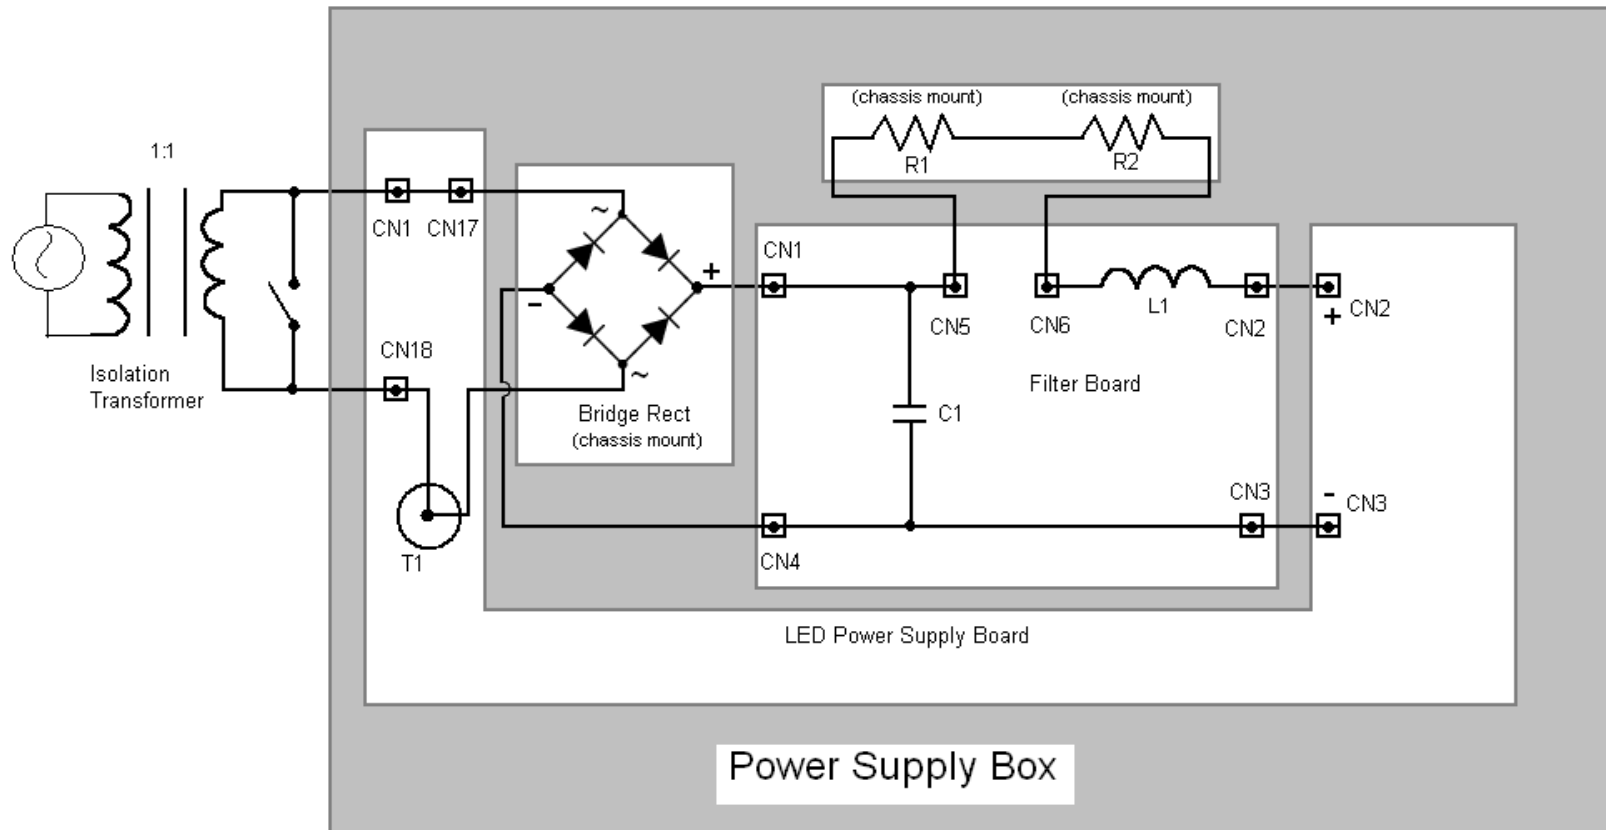 (chassis mount)
(chassis mount)
1:1
R1
R2
CN1
CN17
~
CN1
+
-
CN5
CN6
L1
CN2
+
CN2
CN18
~
Isolation
Transformer
Bridge Rect
(chassis mount)
C1
Filter Board
CN3
-
CN3
T1
CN4
LED Power Supply Board
Power Supply Box